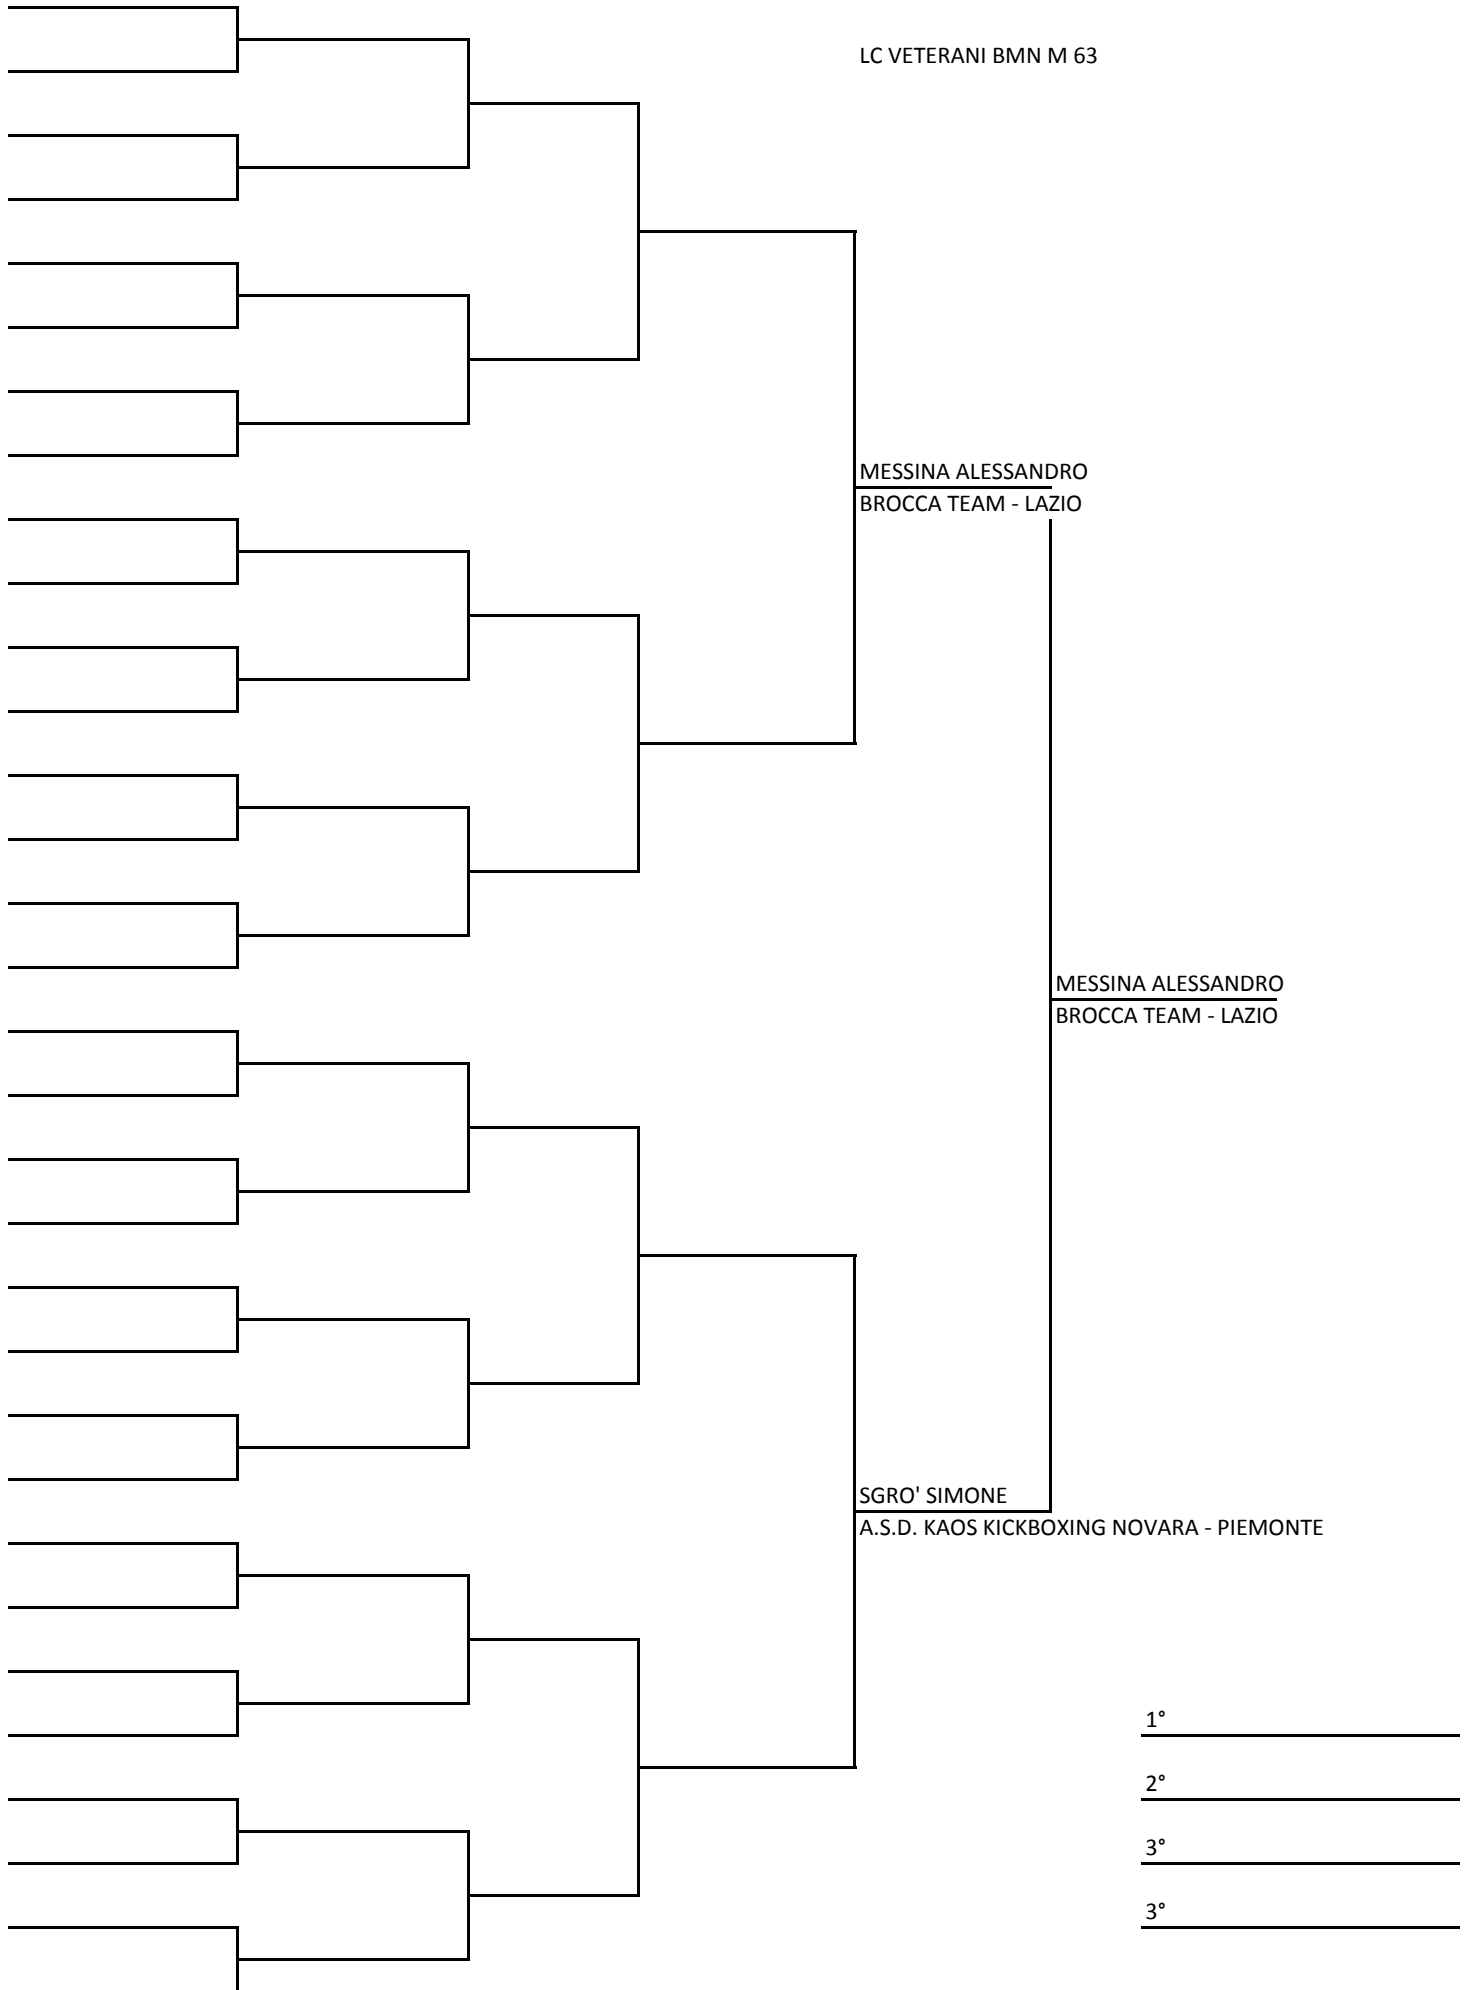 LC VETERANI BMN M 63
MESSINA ALESSANDRO
BROCCA TEAM - LAZIO
MESSINA ALESSANDRO
BROCCA TEAM - LAZIO
SGRO' SIMONE
A.S.D. KAOS KICKBOXING NOVARA - PIEMONTE
1°
2°
3°
3°